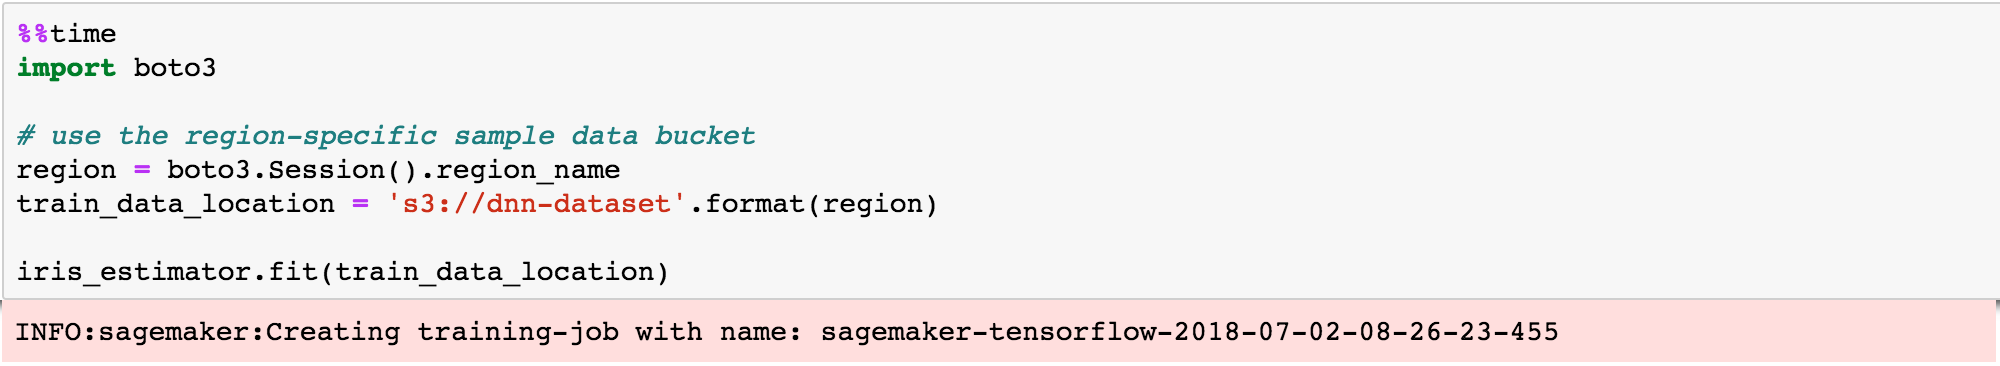 %%time
import boto3
# use the region-specific sample data bucket
region = boto3.Session().region_name
train_data_location = 's3://dnn-dataset'.format(region)
iris_estimator.fit(train_data_location)
INFO:sagemaker:Creating training-job with name: sagemaker-tensorflow-2018-07-02-08-26-23-455